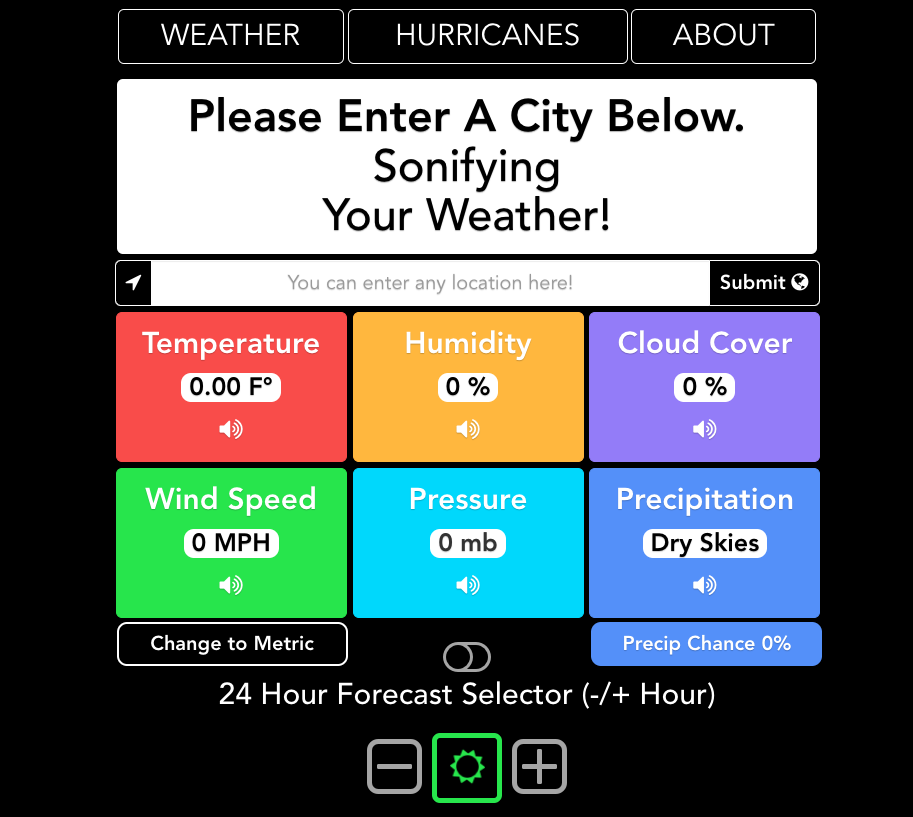 WEATHER HURRICANES ABOUT
Please Enter A City Below.
Sonifying
Your Weather!
You can enter any location here! Submit
Temperature Humidity Cloud Cover
0.00 F° 0 % 0 %
Wind Speed Pressure Precipitation
0 MPH 0 mb Dry Skies
Change to Metric Precip Chance 0%
24 Hour Forecast Selector (-/+ Hour)